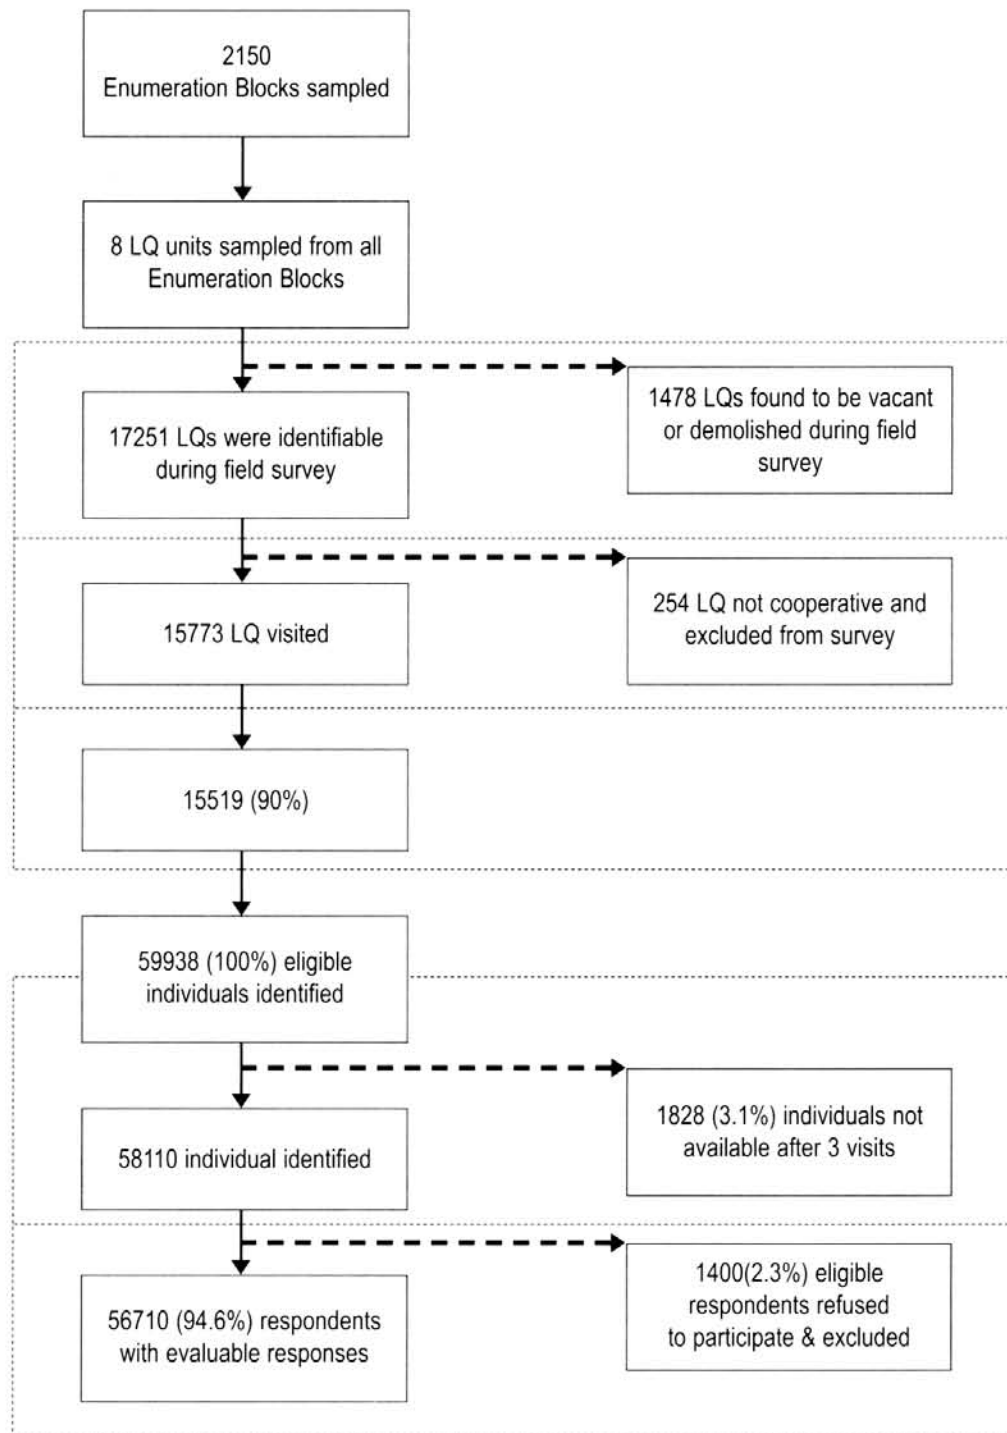 2150
Enumeration Blocks sampled
8 LQ units sampled from all
Enumeration Blocks
17251 LQs were identifiable
during field survey
1478 LQs found to be vacant
or demolished during field
survey
15773 LQ visited
254 LQ not cooperative and
excluded from survey
15519 (90%)
59938 (100%) eligible
individuals identified
58110 individual identified
1828 (3.1%) individuals not
available after 3 visits
56710 (94.6%) respondents
with evaluable responses
1400(2.3%) eligible
respondents refused
to participate & excluded